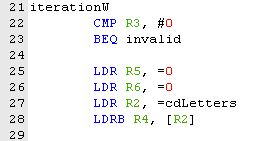 21 iterationW
22 CMP R3, #0
23 BEQ invalid
24
25 LDR R5, =0
26 LDR R6, =0
27 LDR R2, =cdLetters
28 LDRB R4, [R2]
29